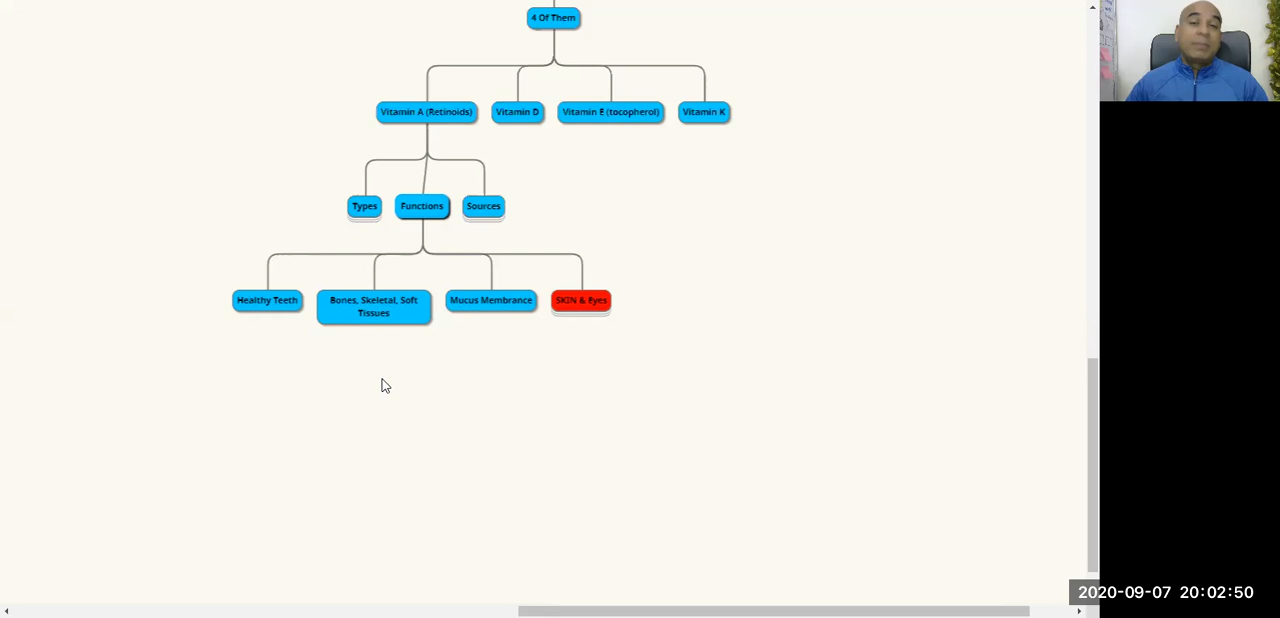 4 Of Them
Vitamin A (Retinoids)
Vitamin D
Vitamin E (tocopherol)
Vitamin K
Types
Functions
Sources
Healthy Teeth
Bones, Skeletal, Soft
Tissues
Mucus Membrance
SKIN & Eyes
2020-09-07 20:02:50